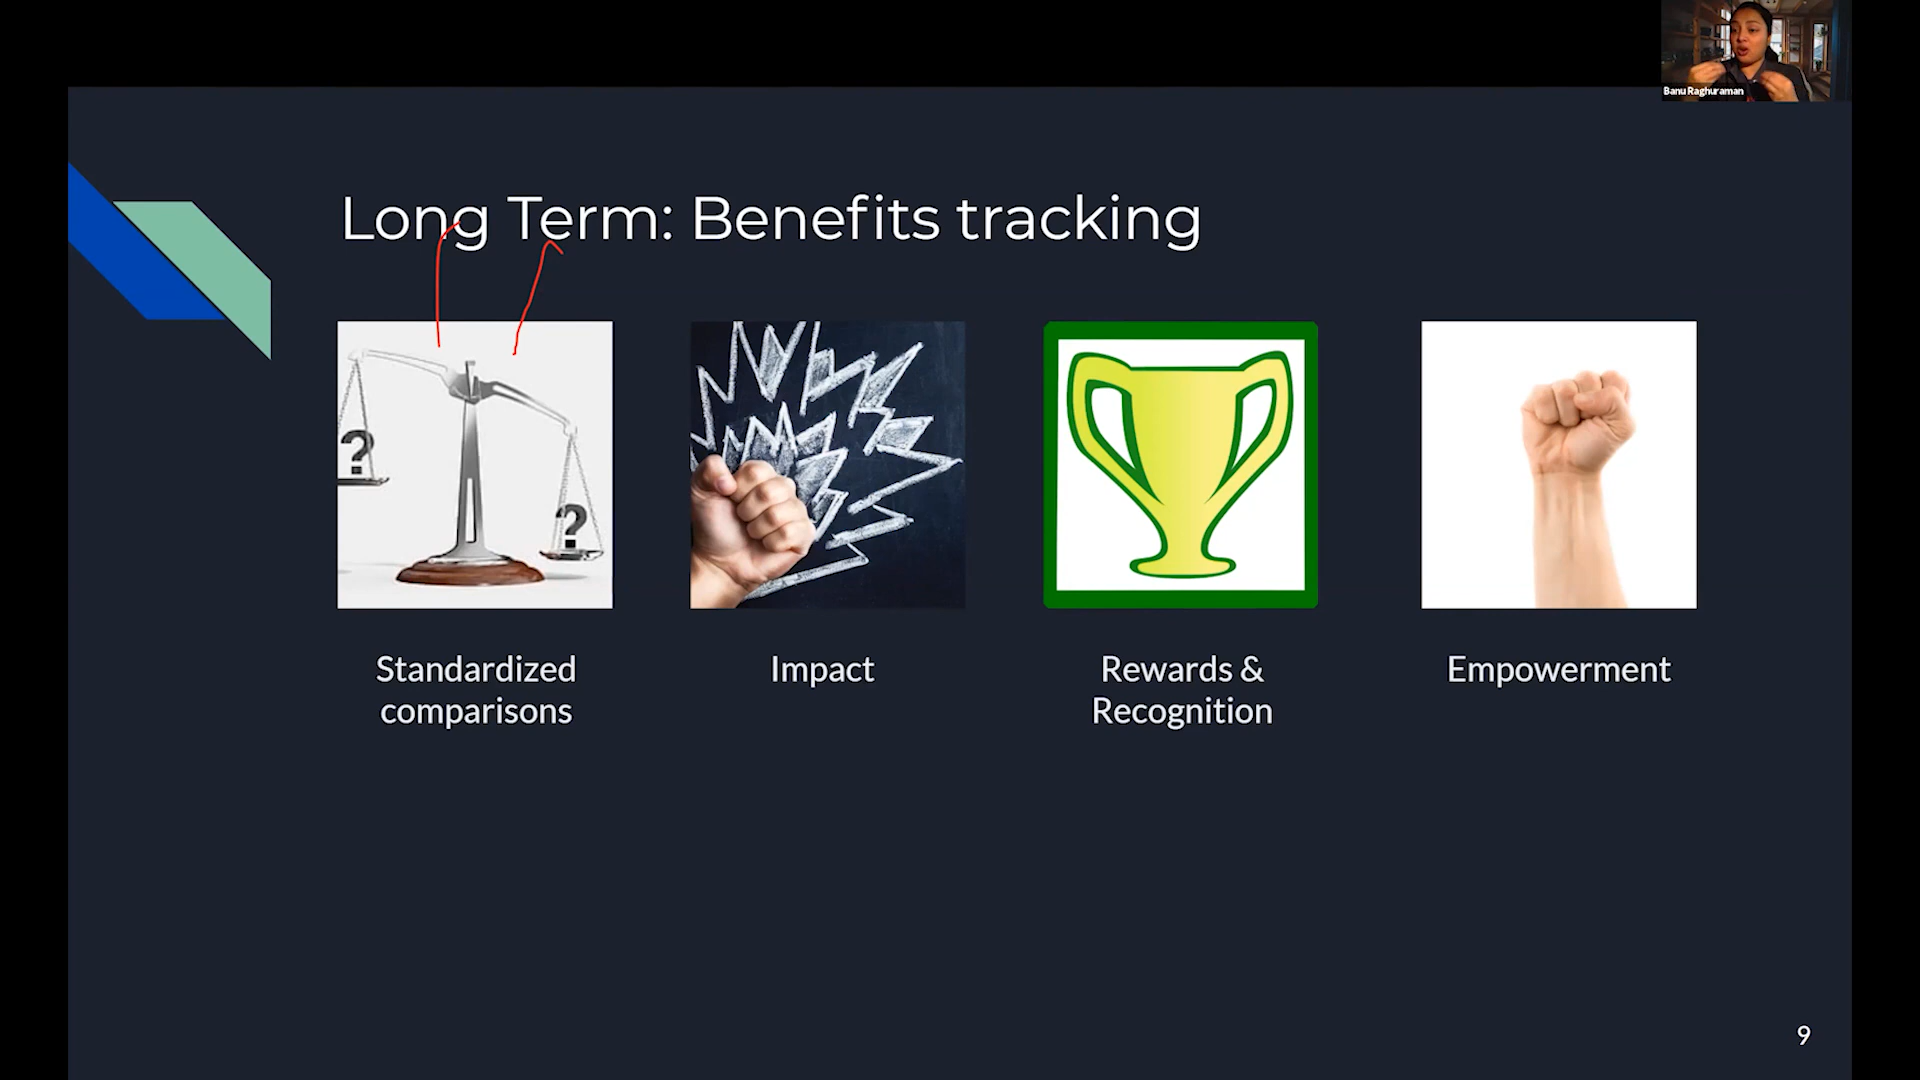 Banu Raghuraman
Long Term: Benefits tracking
?
?
Standardized
comparisons
Impact
Rewards &
Recognition
Empowerment
9